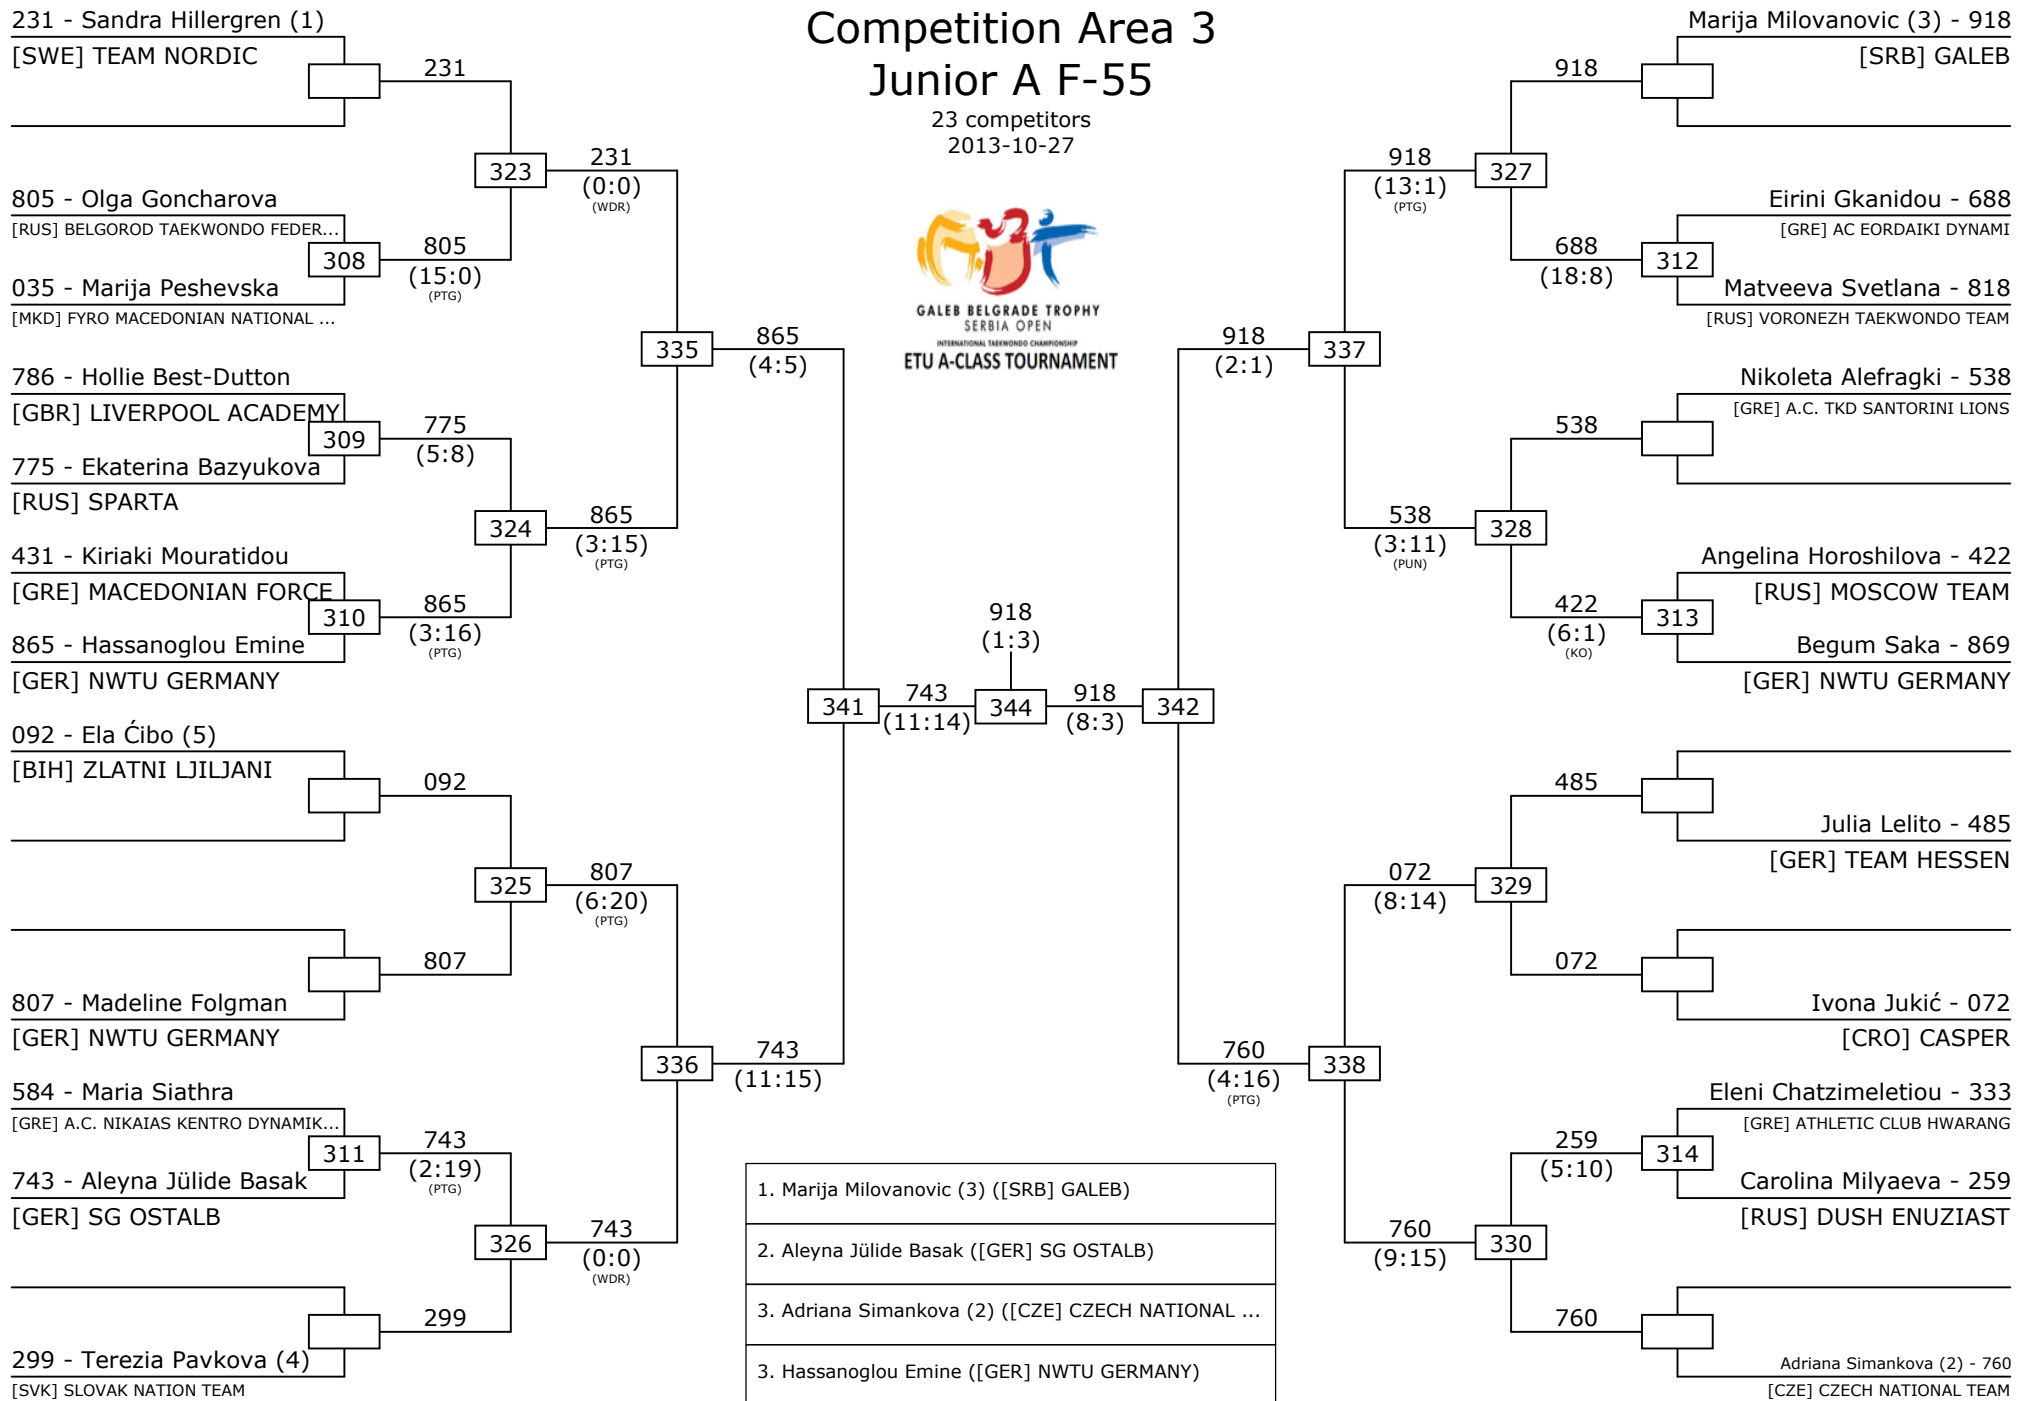 Competition Area 3
Junior A F-55
23 competitors
2013-10-27
GALEB BELGRADE TROPHY
SERBIA OPEN
INTERNATIONAL TAEKWONDO CHAMPIONSHIP
ETU A-CLASS TOURNAMENT
231 - Sandra Hillergren (1)
[SWE] TEAM NORDIC
231
323
231
(0:0)
(WDR)
805 - Olga Goncharova
[RUS] BELGOROD TAEKWONDO FEDER...
308
805
(15:0)
(PTG)
035 - Marija Peshevska
[MKD] FYRO MACEDONIAN NATIONAL ...
335
865
(4:5)
786 - Hollie Best-Dutton
[GBR] LIVERPOOL ACADEMY
309
775
(5:8)
775 - Ekaterina Bazyukova
[RUS] SPARTA
324
865
(3:15)
(PTG)
431 - Kiriaki Mouratidou
[GRE] MACEDONIAN FORCE
310
865
(3:16)
(PTG)
865 - Hassanoglou Emine
[GER] NWTU GERMANY
341
743
(11:14)
092 - Ela Ćibo (5)
[BIH] ZLATNI LJILJANI
092
325
807
(6:20)
(PTG)
807
807 - Madeline Folgman
[GER] NWTU GERMANY
336
743
(11:15)
584 - Maria Siathra
[GRE] A.C. NIKAIAS KENTRO DYNAMIK...
311
743
(2:19)
(PTG)
743 - Aleyna Jülide Basak
[GER] SG OSTALB
326
743
(0:0)
(WDR)
299
299 - Terezia Pavkova (4)
[SVK] SLOVAK NATION TEAM
918
(1:3)
344
918
(8:3)
342
Marija Milovanovic (3) - 918
[SRB] GALEB
918
918
(13:1)
(PTG)
327
Eirini Gkanidou - 688
[GRE] AC EORDAIKI DYNAMI
688
(18:8)
312
Matveeva Svetlana - 818
[RUS] VORONEZH TAEKWONDO TEAM
918
(2:1)
337
Nikoleta Alefragki - 538
[GRE] A.C. TKD SANTORINI LIONS
538
538
(3:11)
(PUN)
328
Angelina Horoshilova - 422
[RUS] MOSCOW TEAM
422
(6:1)
(KO)
313
Begum Saka - 869
[GER] NWTU GERMANY
485
Julia Lelito - 485
[GER] TEAM HESSEN
072
(8:14)
329
072
Ivona Jukić - 072
[CRO] CASPER
760
(4:16)
(PTG)
338
Eleni Chatzimeletiou - 333
[GRE] ATHLETIC CLUB HWARANG
259
(5:10)
314
Carolina Milyaeva - 259
[RUS] DUSH ENUZIAST
760
(9:15)
330
760
Adriana Simankova (2) - 760
[CZE] CZECH NATIONAL TEAM
1. Marija Milovanovic (3) ([SRB] GALEB)
2. Aleyna Jülide Basak ([GER] SG OSTALB)
3. Adriana Simankova (2) ([CZE] CZECH NATIONAL ...
3. Hassanoglou Emine ([GER] NWTU GERMANY)